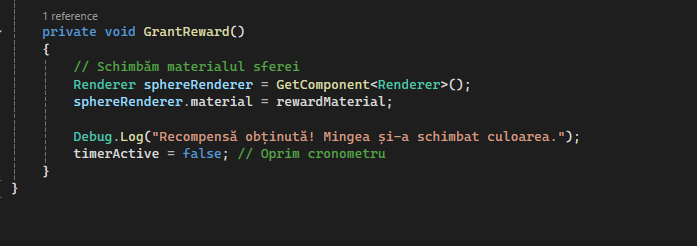 1 reference
private void GrantReward()
{
// Schimbăm materialul sferei
Renderer sphereRenderer = GetComponent<Renderer>();
sphereRenderer.material = rewardMaterial;
Debug.Log("Recompensă obținută! Mingea și-a schimbat culoarea.");
timerActive = false; // Oprim cronometru
}
}